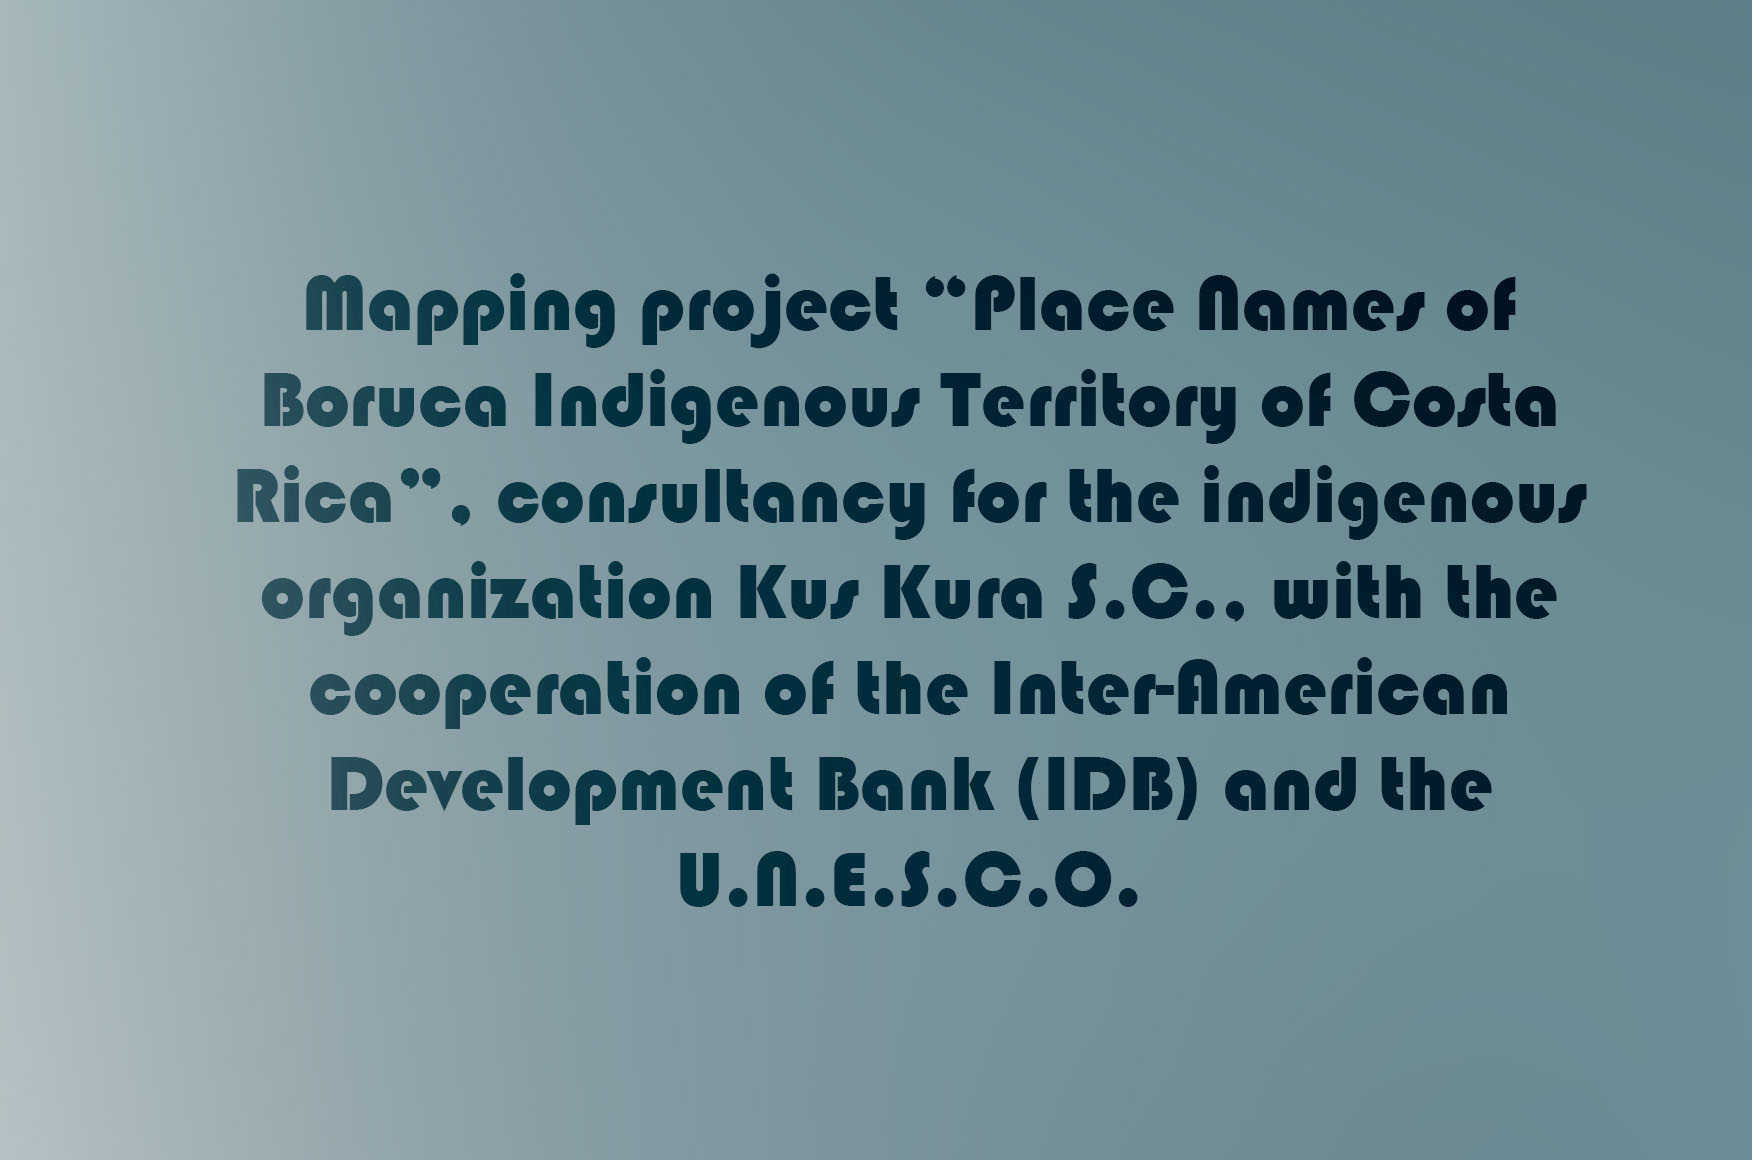 Mapping project “Place Names of
Boruca Indigenous Territory of Costa
Rica”, consultancy for the indigenous
organization Kus Kura S.C., with the
cooperation of the Inter-American
Development Bank (IDB) and the
U.N.E.S.C.O.